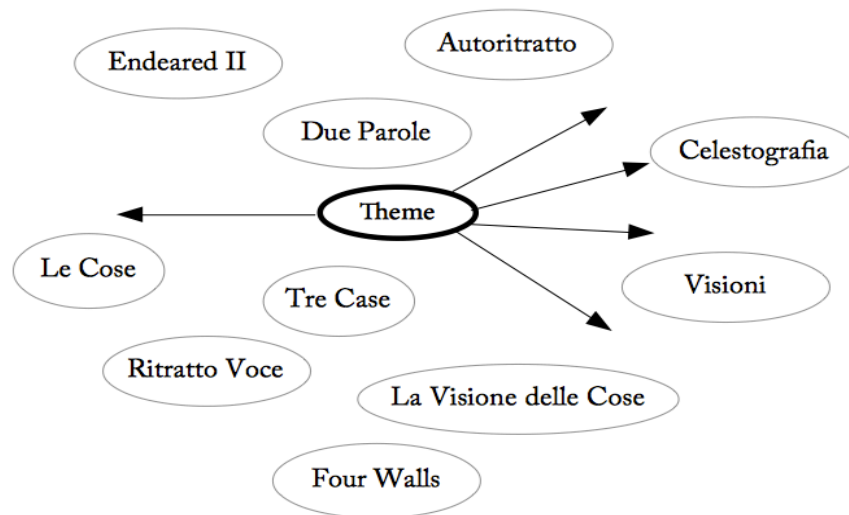 Autoritratto
Endeared II
Due Parole
Celestografia
Theme
Le Cose
Visioni
Tre Case
Ritratto Voce
La Visione delle Cose
Four Walls